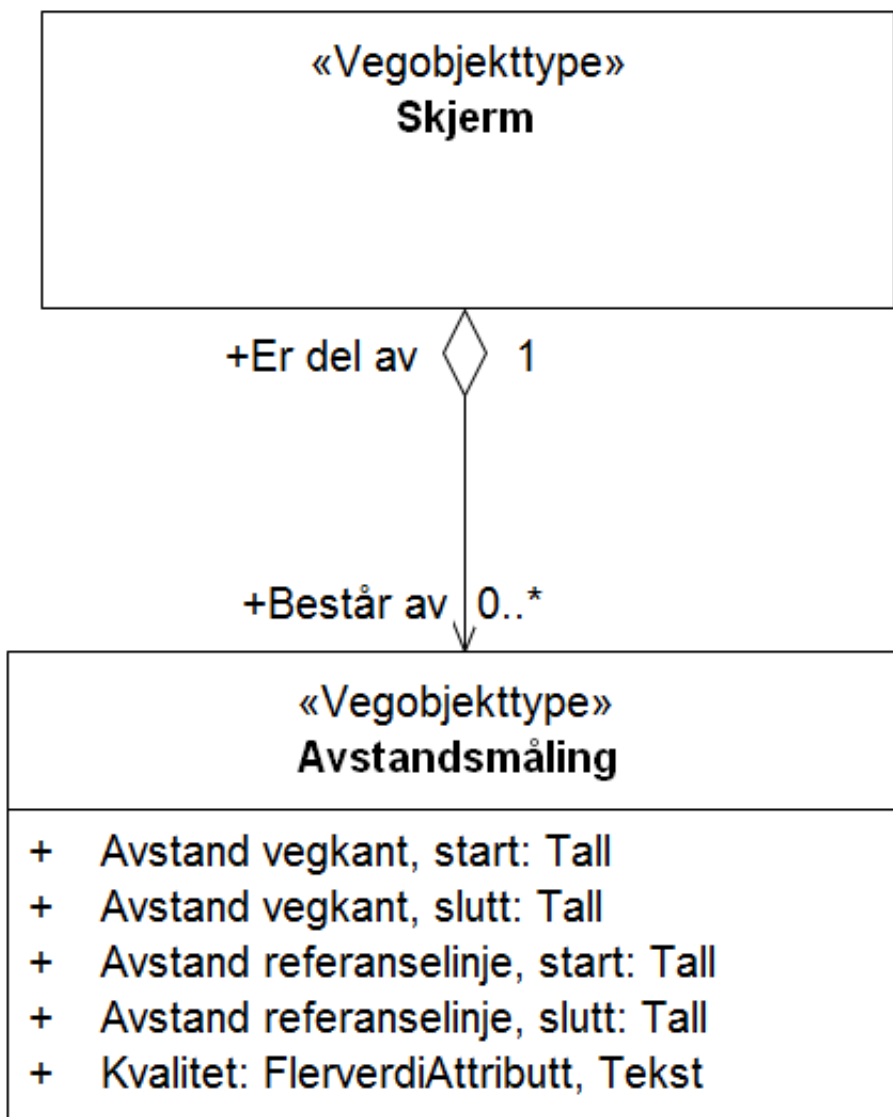 «Vegobjekttype»
Skjerm
+Er del av 1
+Består av 0..*
«Vegobjekttype»
Avstandsmåling
+ Avstand vegkant, start: Tall
+ Avstand vegkant, slutt: Tall
+ Avstand referanselinje, start: Tall
+ Avstand referanselinje, slutt: Tall
+ Kvalitet: FlerverdiAttributt, Tekst